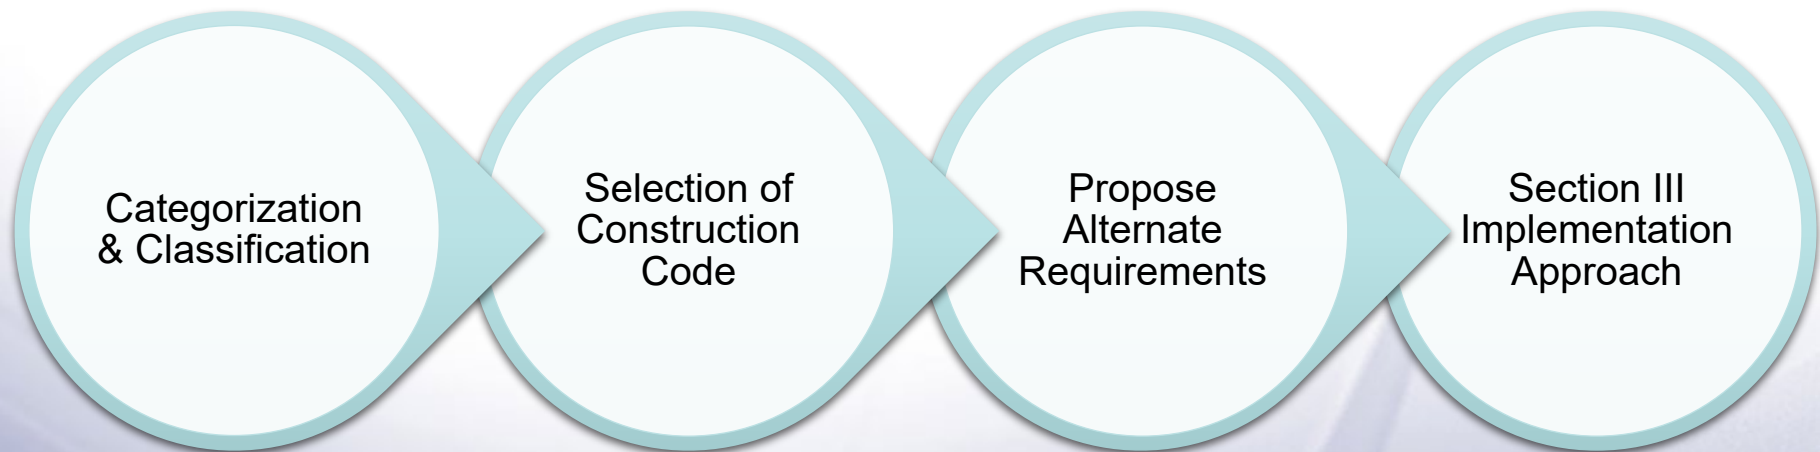 Categorization
& Classification
Selection of
Construction
Code
Propose
Alternate
Requirements
Section III
Implementation
Approach